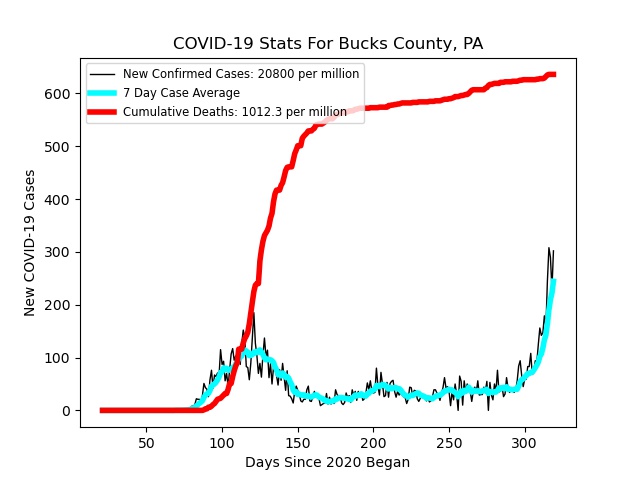 COVID-19 Stats For Bucks County, PA
New Confirmed Cases: 20800 per million
7 Day Case Average
Cumulative Deaths: 1012.3 per million
New COVID-19 Cases
600
500
400
300
200
100
0
50
100
150
200
250
300
Days Since 2020 Began